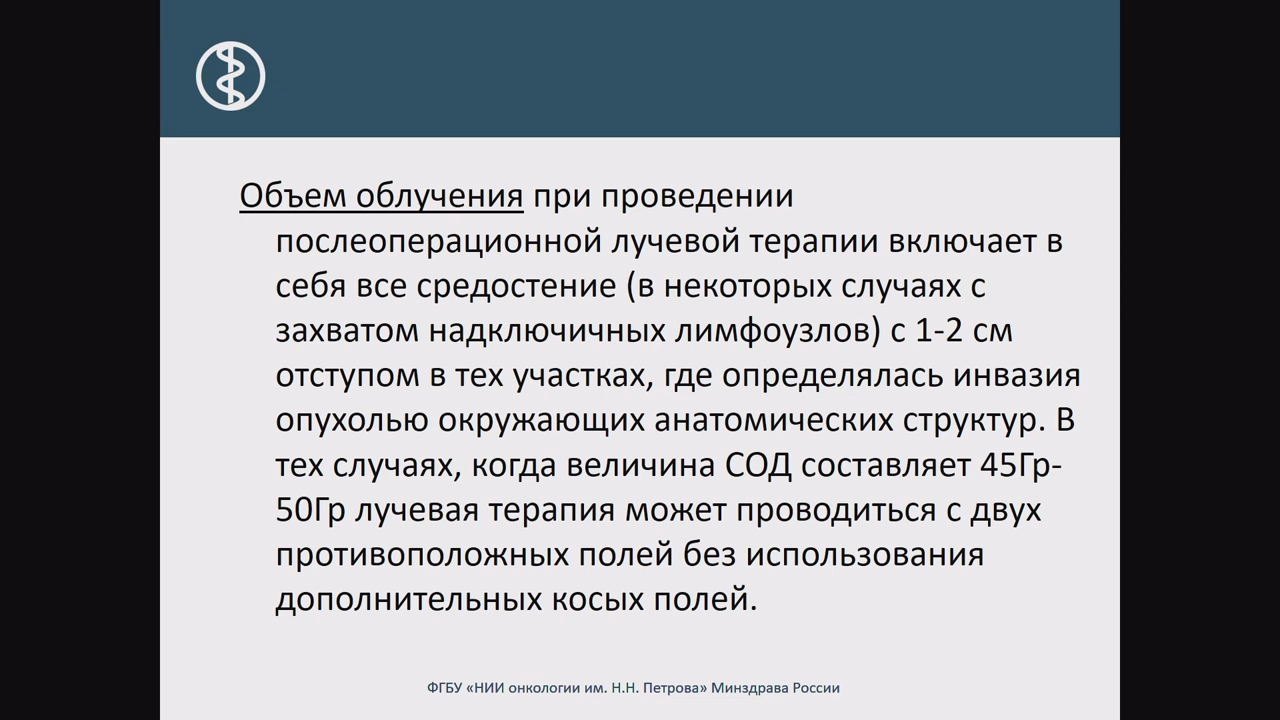 Объем облучения при проведении
послеоперационной лучевой терапии включает в
себя все средостение (в некоторых случаях с
захватом надключичных лимфоузлов) с 1-2 см
отступом в тех участках, где определялась инвазия
опухолью окружающих анатомических структур. В
тех случаях, когда величина СОД составляет 45Гр-
50Гр лучевая терапия может проводиться с двух
противоположных полей без использования
дополнительных косых полей.
ФГБУ «НИИ онкологии им. Н.Н. Петрова» Минздрава России